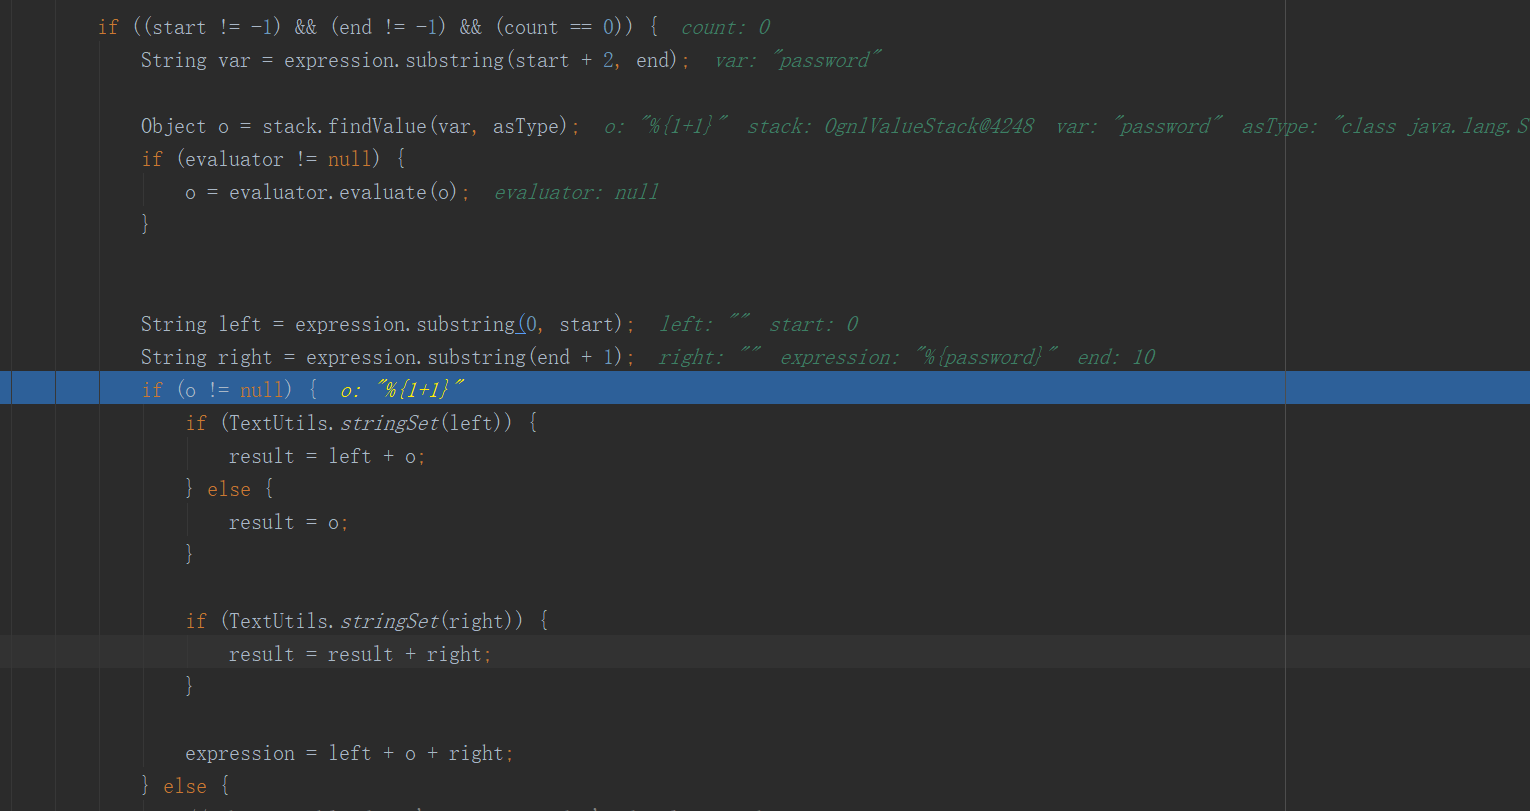 if ((start != -1) && (end != -1) && (count == 0)) {  count: 0
String var = expression.substring(start + 2, end);  var: "password"
Object o = stack.findValue(var, asType);  o: "%{1+1}"  stack: OgnlValueStack@4248  var: "password"  asType: "class java.lang.S
if (evaluator != null) {
o = evaluator.evaluate(o);  evaluator: null
}
String left = expression.substring(0, start);  left: ""  start: 0
String right = expression.substring(end + 1);  right: ""  expression: "%{password}"  end: 10
if (o != null) {  o: "%{1+1}"
if (TextUtils.stringSet(left)) {
result = left + o;
} else {
result = o;
}
if (TextUtils.stringSet(right)) {
result = result + right;
}
expression = left + o + right;
} else {